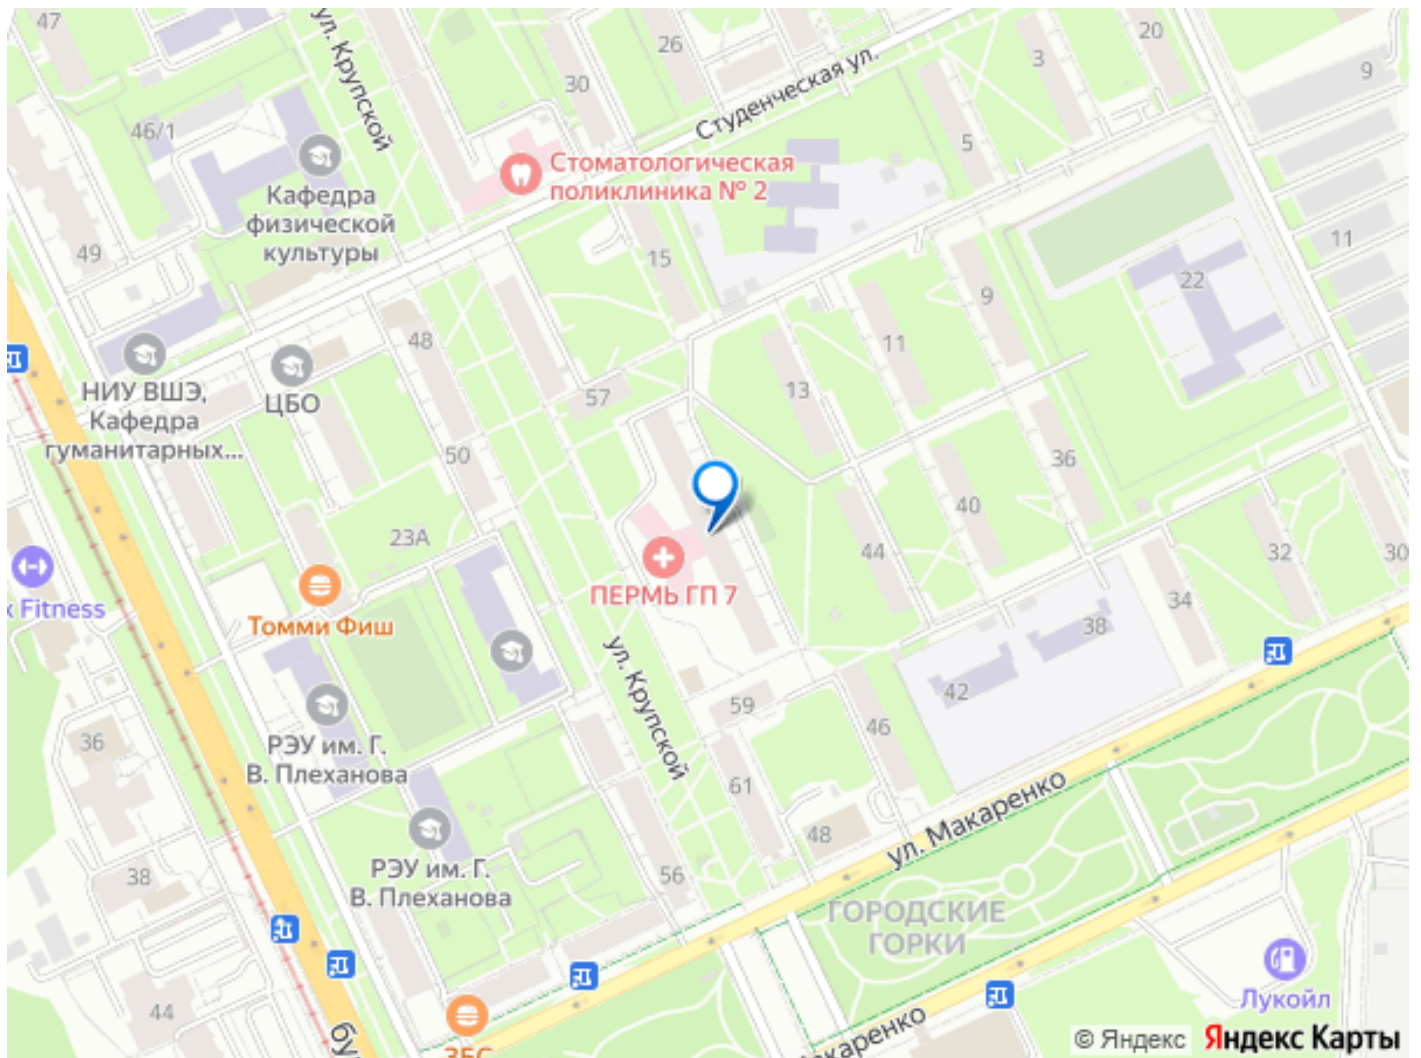 47
ул. Крупской
26
30
Студенческая ул.
3
20
9
46/1
Кафедра
физической
культуры
Стоматологическая
поликлиника № 2
5
49
15
9
22
11
НИУ ВШЭ,
Кафедра
гуманитарных...
ЦБО
48
57
13
11
50
36
40
23А
44
32
30
Fitness
Томми Фиш
ПЕРМЬ ГП 7
34
38
42
ул. Крупской
59
46
36
РЭУ им. Г.
В. Плеханова
61
48
ул. Макаренко
38
РЭУ им. Г.
В. Плеханова
56
ГОРОДСКИЕ
ГОРКИ
44
Лукойл
© Яндекс Яндекс Карты